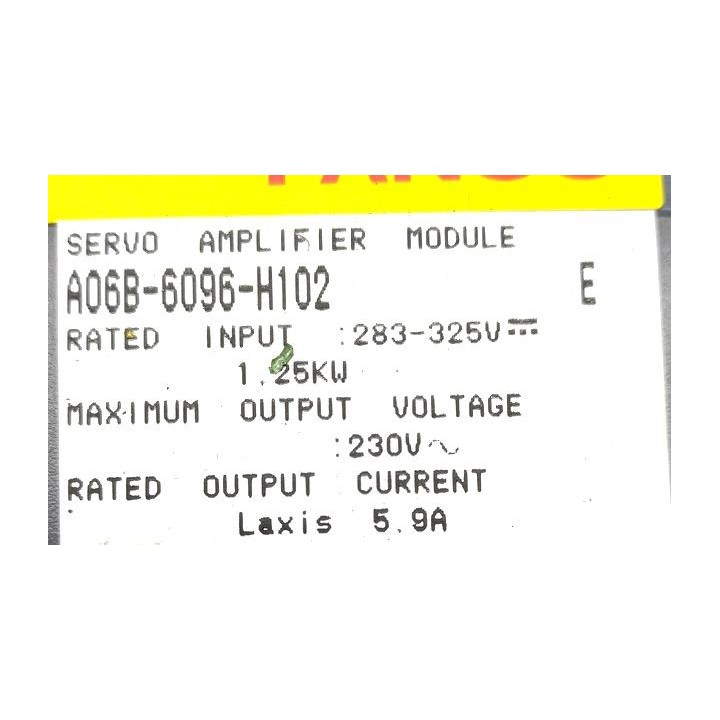 SERVO AMPLIFIER MODULE
A06B-6096-H102 E
RATED INPUT :283-325V⎓
1.25KW
MAXIMUM OUTPUT VOLTAGE
:230V~
RATED OUTPUT CURRENT
Laxis 5.9A